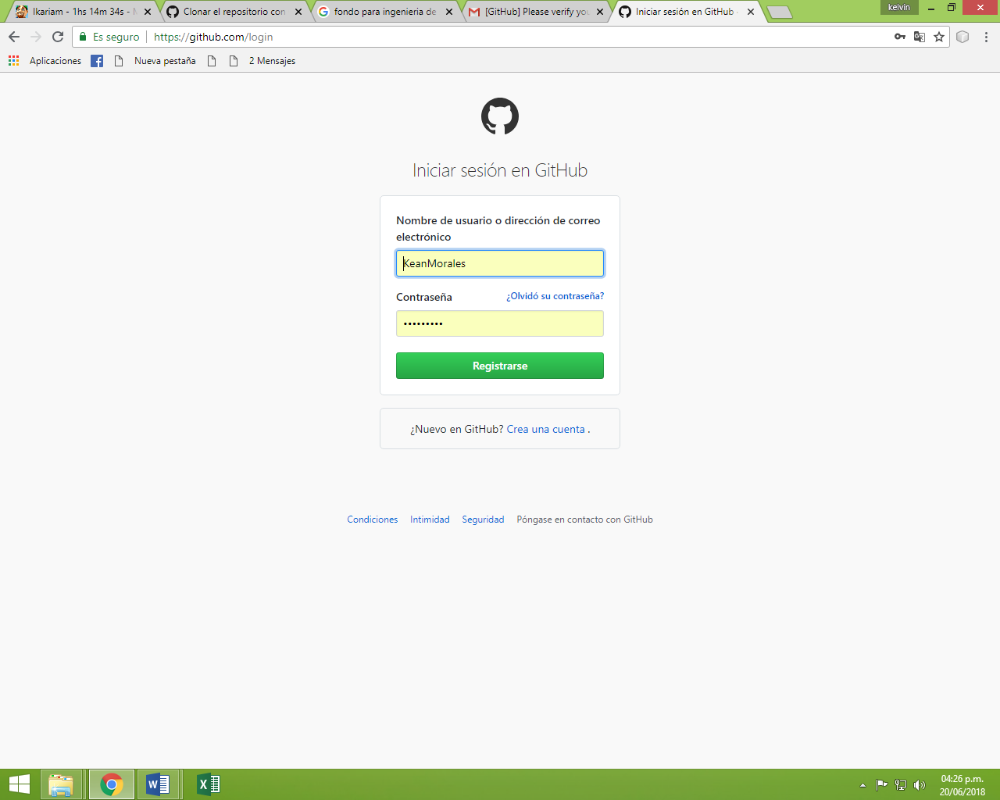 Ikariam - 1hs 14m 34s -
Clonar el repositorio con
fondo para ingenieria de
[GitHub] Please verify you
Iniciar sesión en GitHub
kelvin
Es seguro
https://github.com/login
Aplicaciones
Nueva pestaña
2 Mensajes
Iniciar sesión en GitHub
Nombre de usuario o dirección de correo
electrónico
KeanMorales
Contraseña
¿Olvidó su contraseña?
•••••••••
Registrarse
¿Nuevo en GitHub? Crea una cuenta .
Condiciones
Intimidad
Seguridad
Póngase en contacto con GitHub
04:26 p.m.
20/06/2018